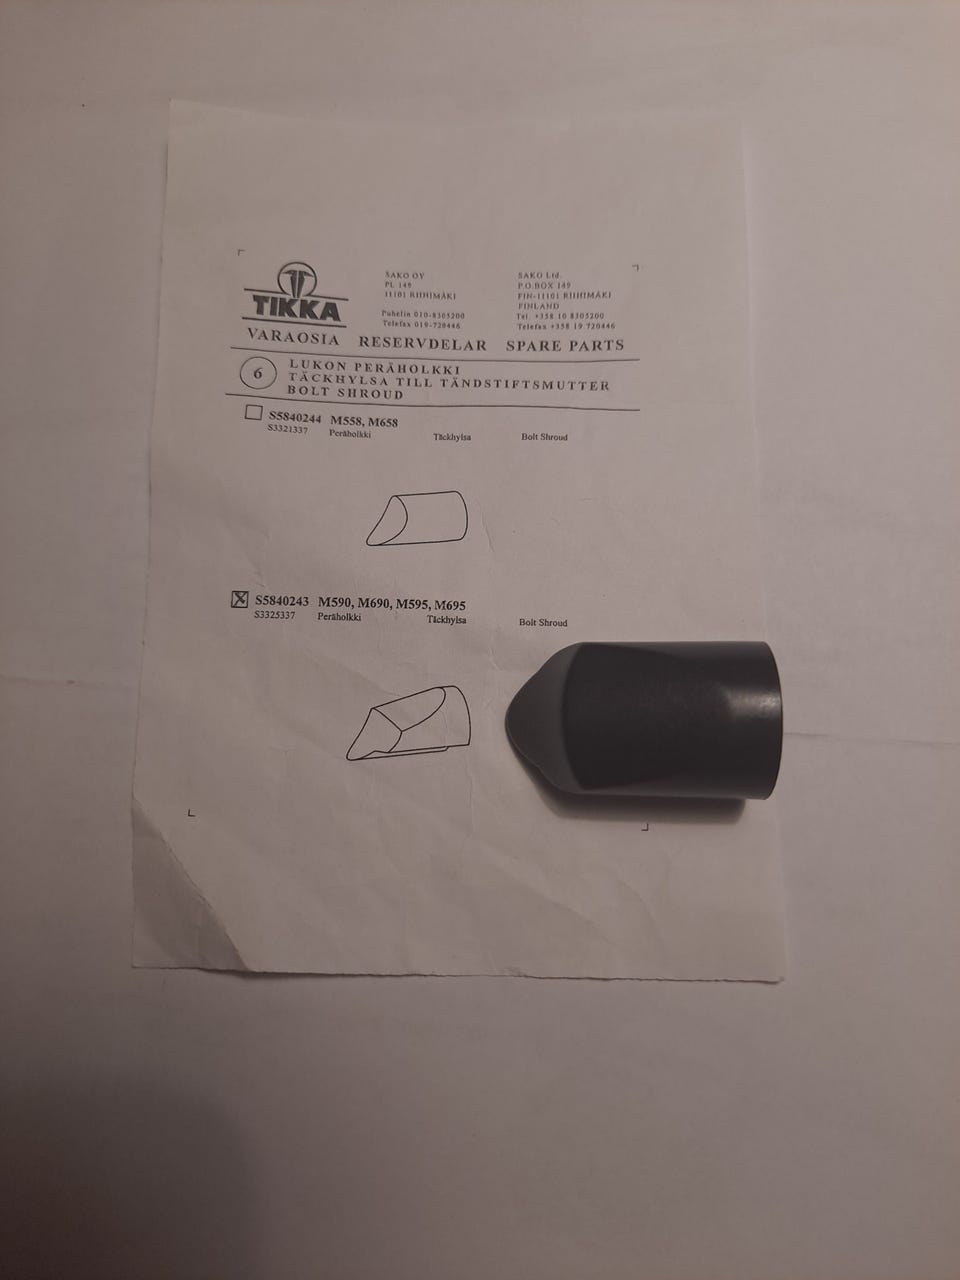 TIKKA
SAKO OY
PL 149
11101 RIIHIMÄKI
Puhelin 010-8305200
Telefax 019-720446
SAKO Ltd.
P.O.BOX 149
FIN-11101 RIIHIMÄKI
FINLAND
Tel. +358 10 8305200
Telefax +358 19 720446
VARAOSIA RESERVDELAR SPARE PARTS
6
LUKON PERÄHOLKKI
TÄCKHYLSA TILL TÄNDSTIFTSMUTTER
BOLT SHROUD
S5840244 M558, M658
S3321337 Peräholkki Täckhylsa Bolt Shroud
S5840243 M590, M690, M595, M695
S3325337 Peräholkki Täckhylsa Bolt Shroud